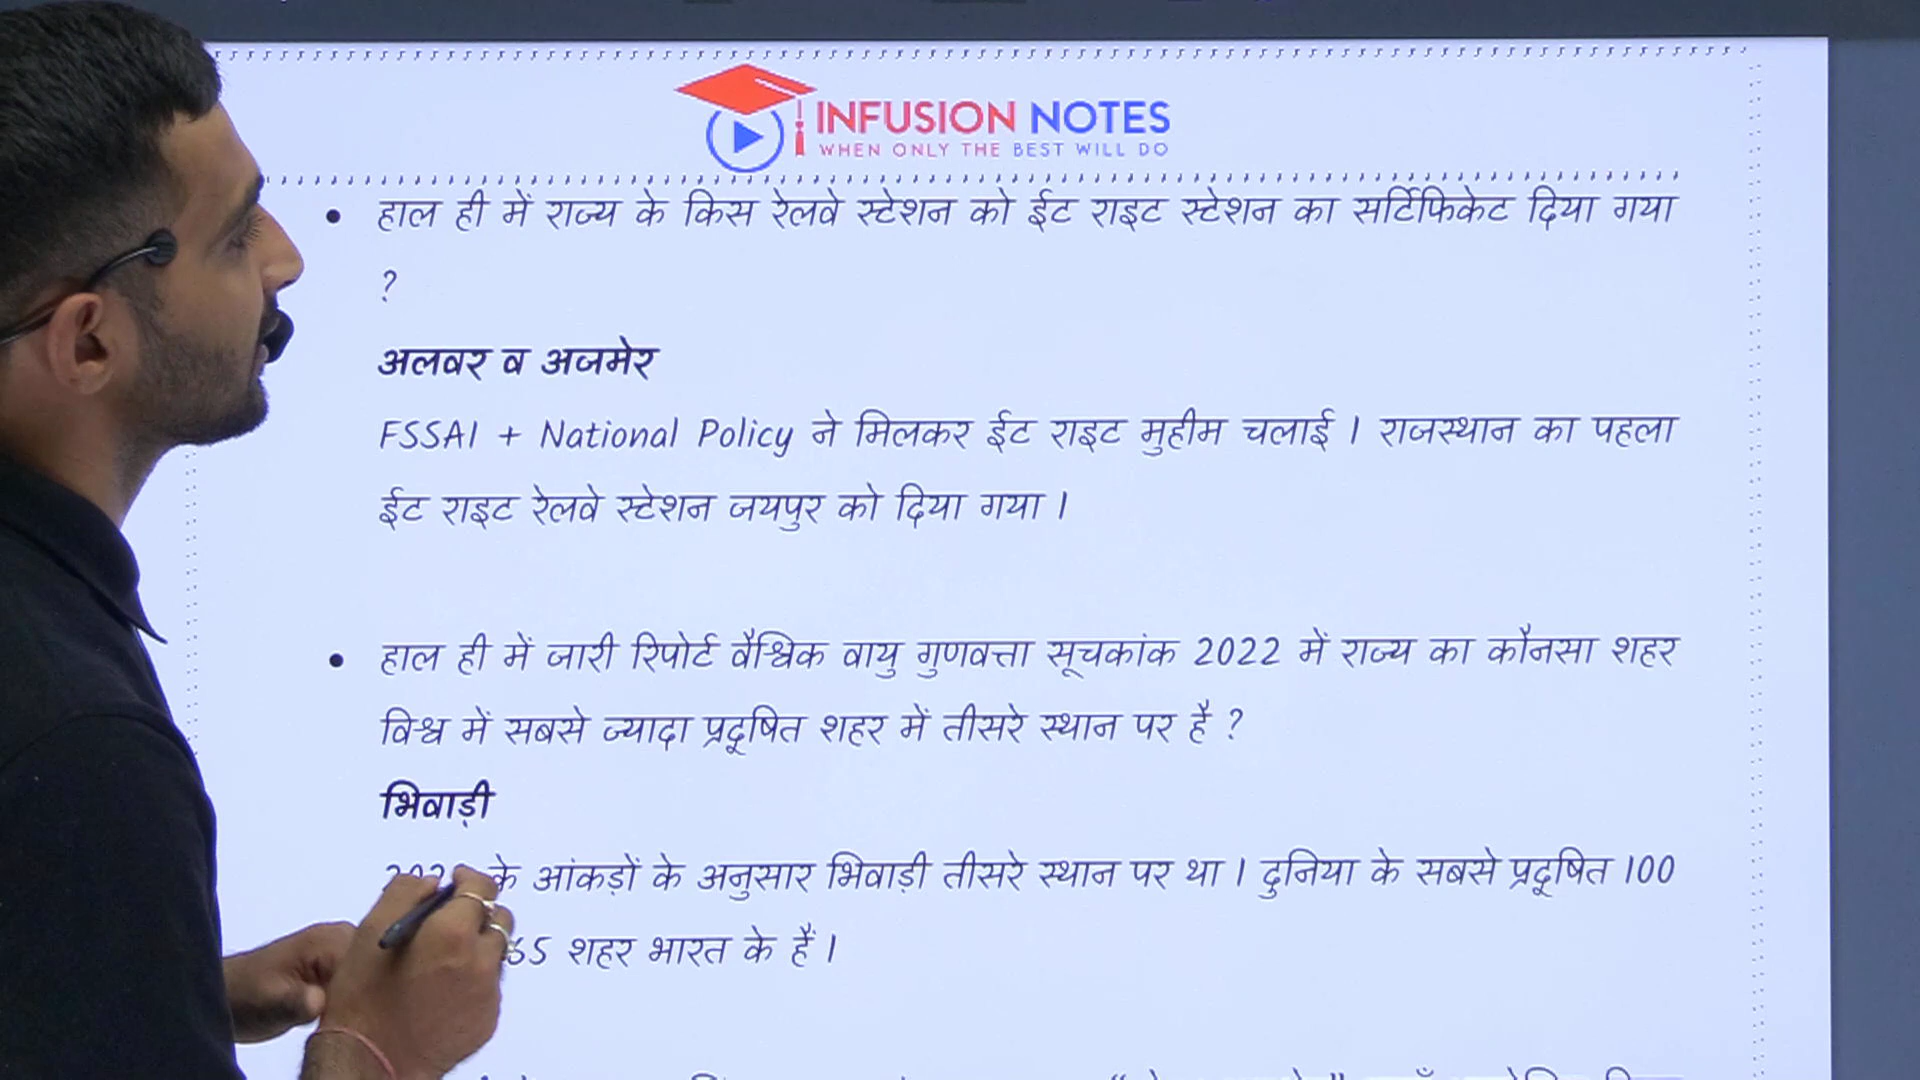 INFUSION NOTES
WHEN ONLY THE BEST WILL DO
• हाल ही में राज्य के किस रेलवे स्टेशन को ईट राइट स्टेशन का सर्टिफिकेट दिया गया
?
अलवर व अजमेर
FSSAI + National Policy ने मिलकर ईट राइट मुहीम चलाई । राजस्थान का पहला
ईट राइट रेलवे स्टेशन जयपुर को दिया गया ।
• हाल ही में जारी रिपोर्ट वैश्विक वायु गुणवत्ता सूचकांक 2022 में राज्य का कौनसा शहर
विश्व में सबसे ज्यादा प्रदूषित शहर में तीसरे स्थान पर है ?
भिवाड़ी
के आंकड़ों के अनुसार भिवाड़ी तीसरे स्थान पर था । दुनिया के सबसे प्रदूषित 100
शहर भारत के हैं ।